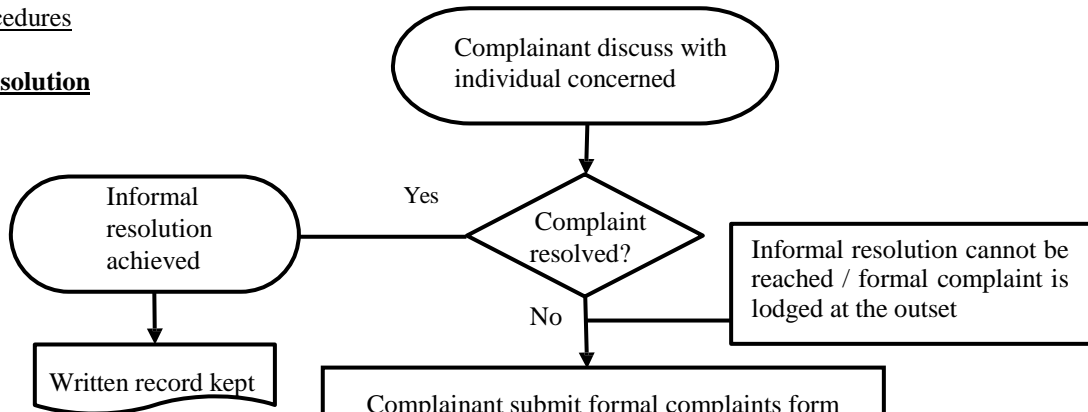 cedures
solution
Complainant discuss with
individual concerned
Informal
resolution
achieved
Yes
Complaint
resolved?
Informal resolution cannot be
reached / formal complaint is
lodged at the outset
No
Written record kept
Complainant submit formal complaints form